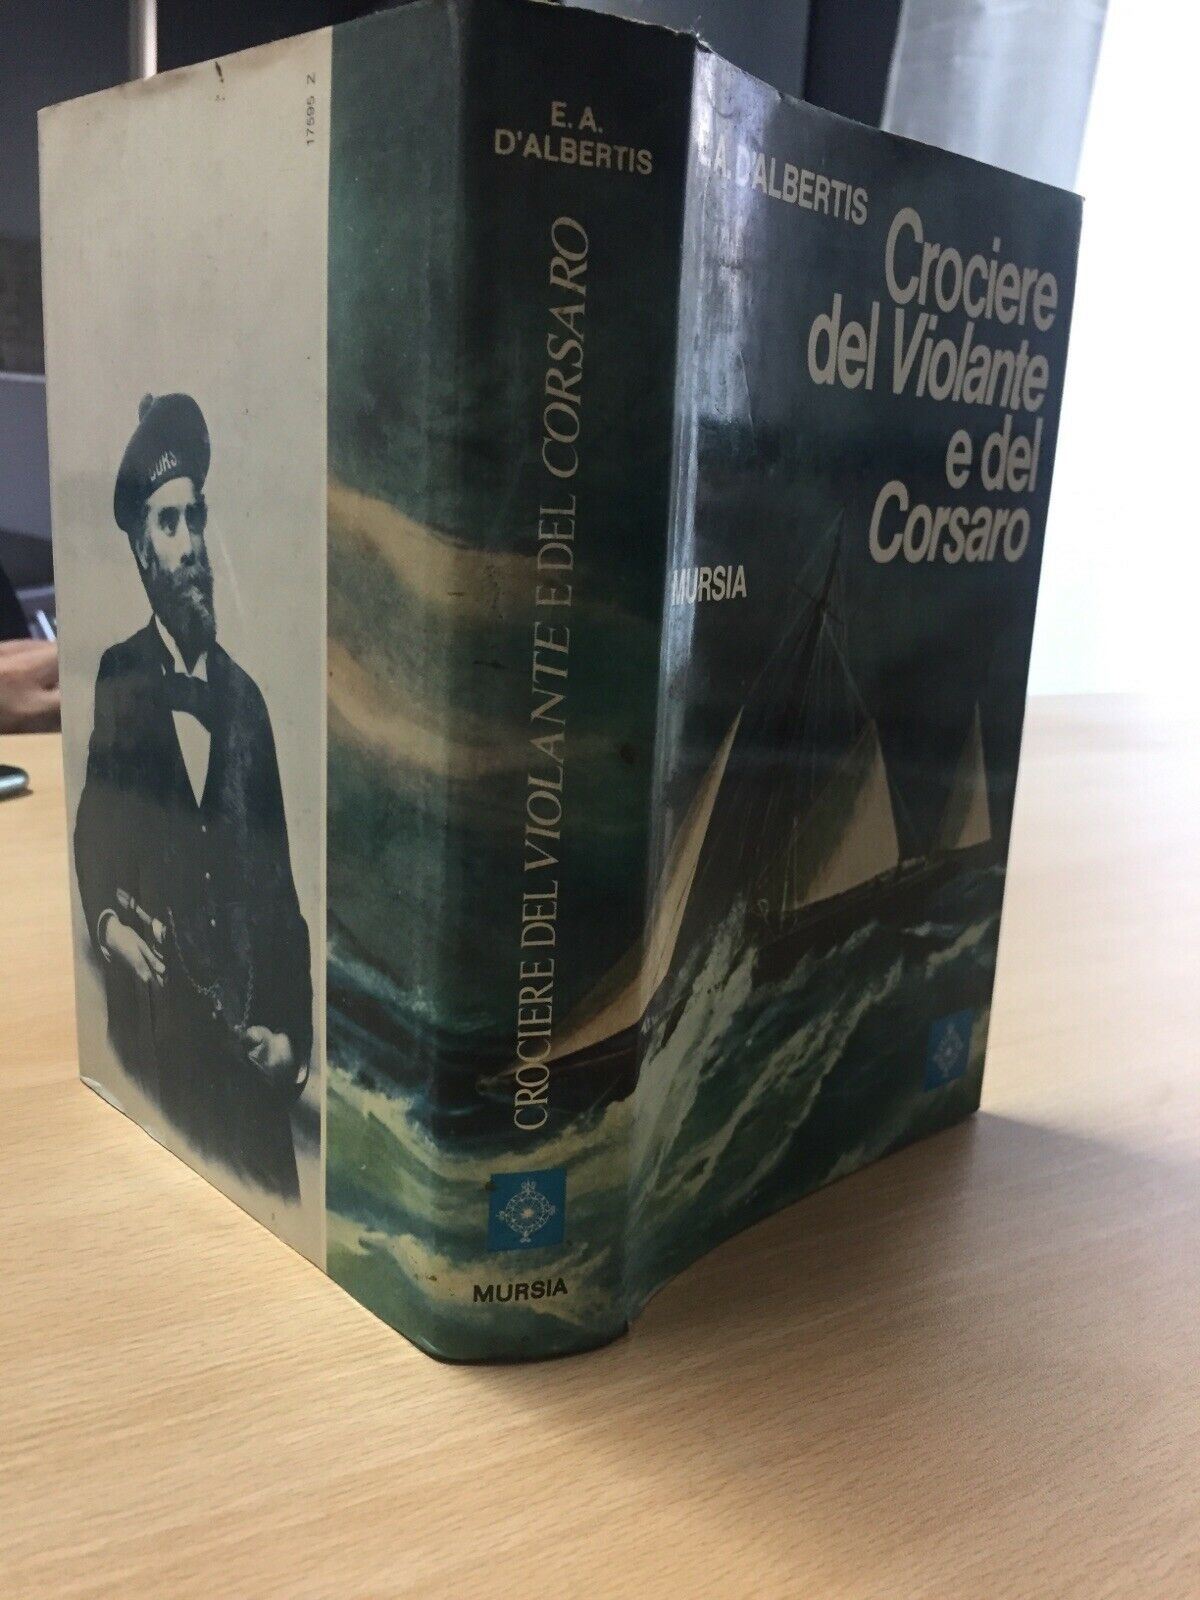 17595 Z
E. A.
D'ALBERTIS
CROCIERE DEL VIOLANTE E DEL CORSARO
MURSIA
A. D'ALBERTIS
Crociere
del Violante
e del
Corsaro
MURSIA